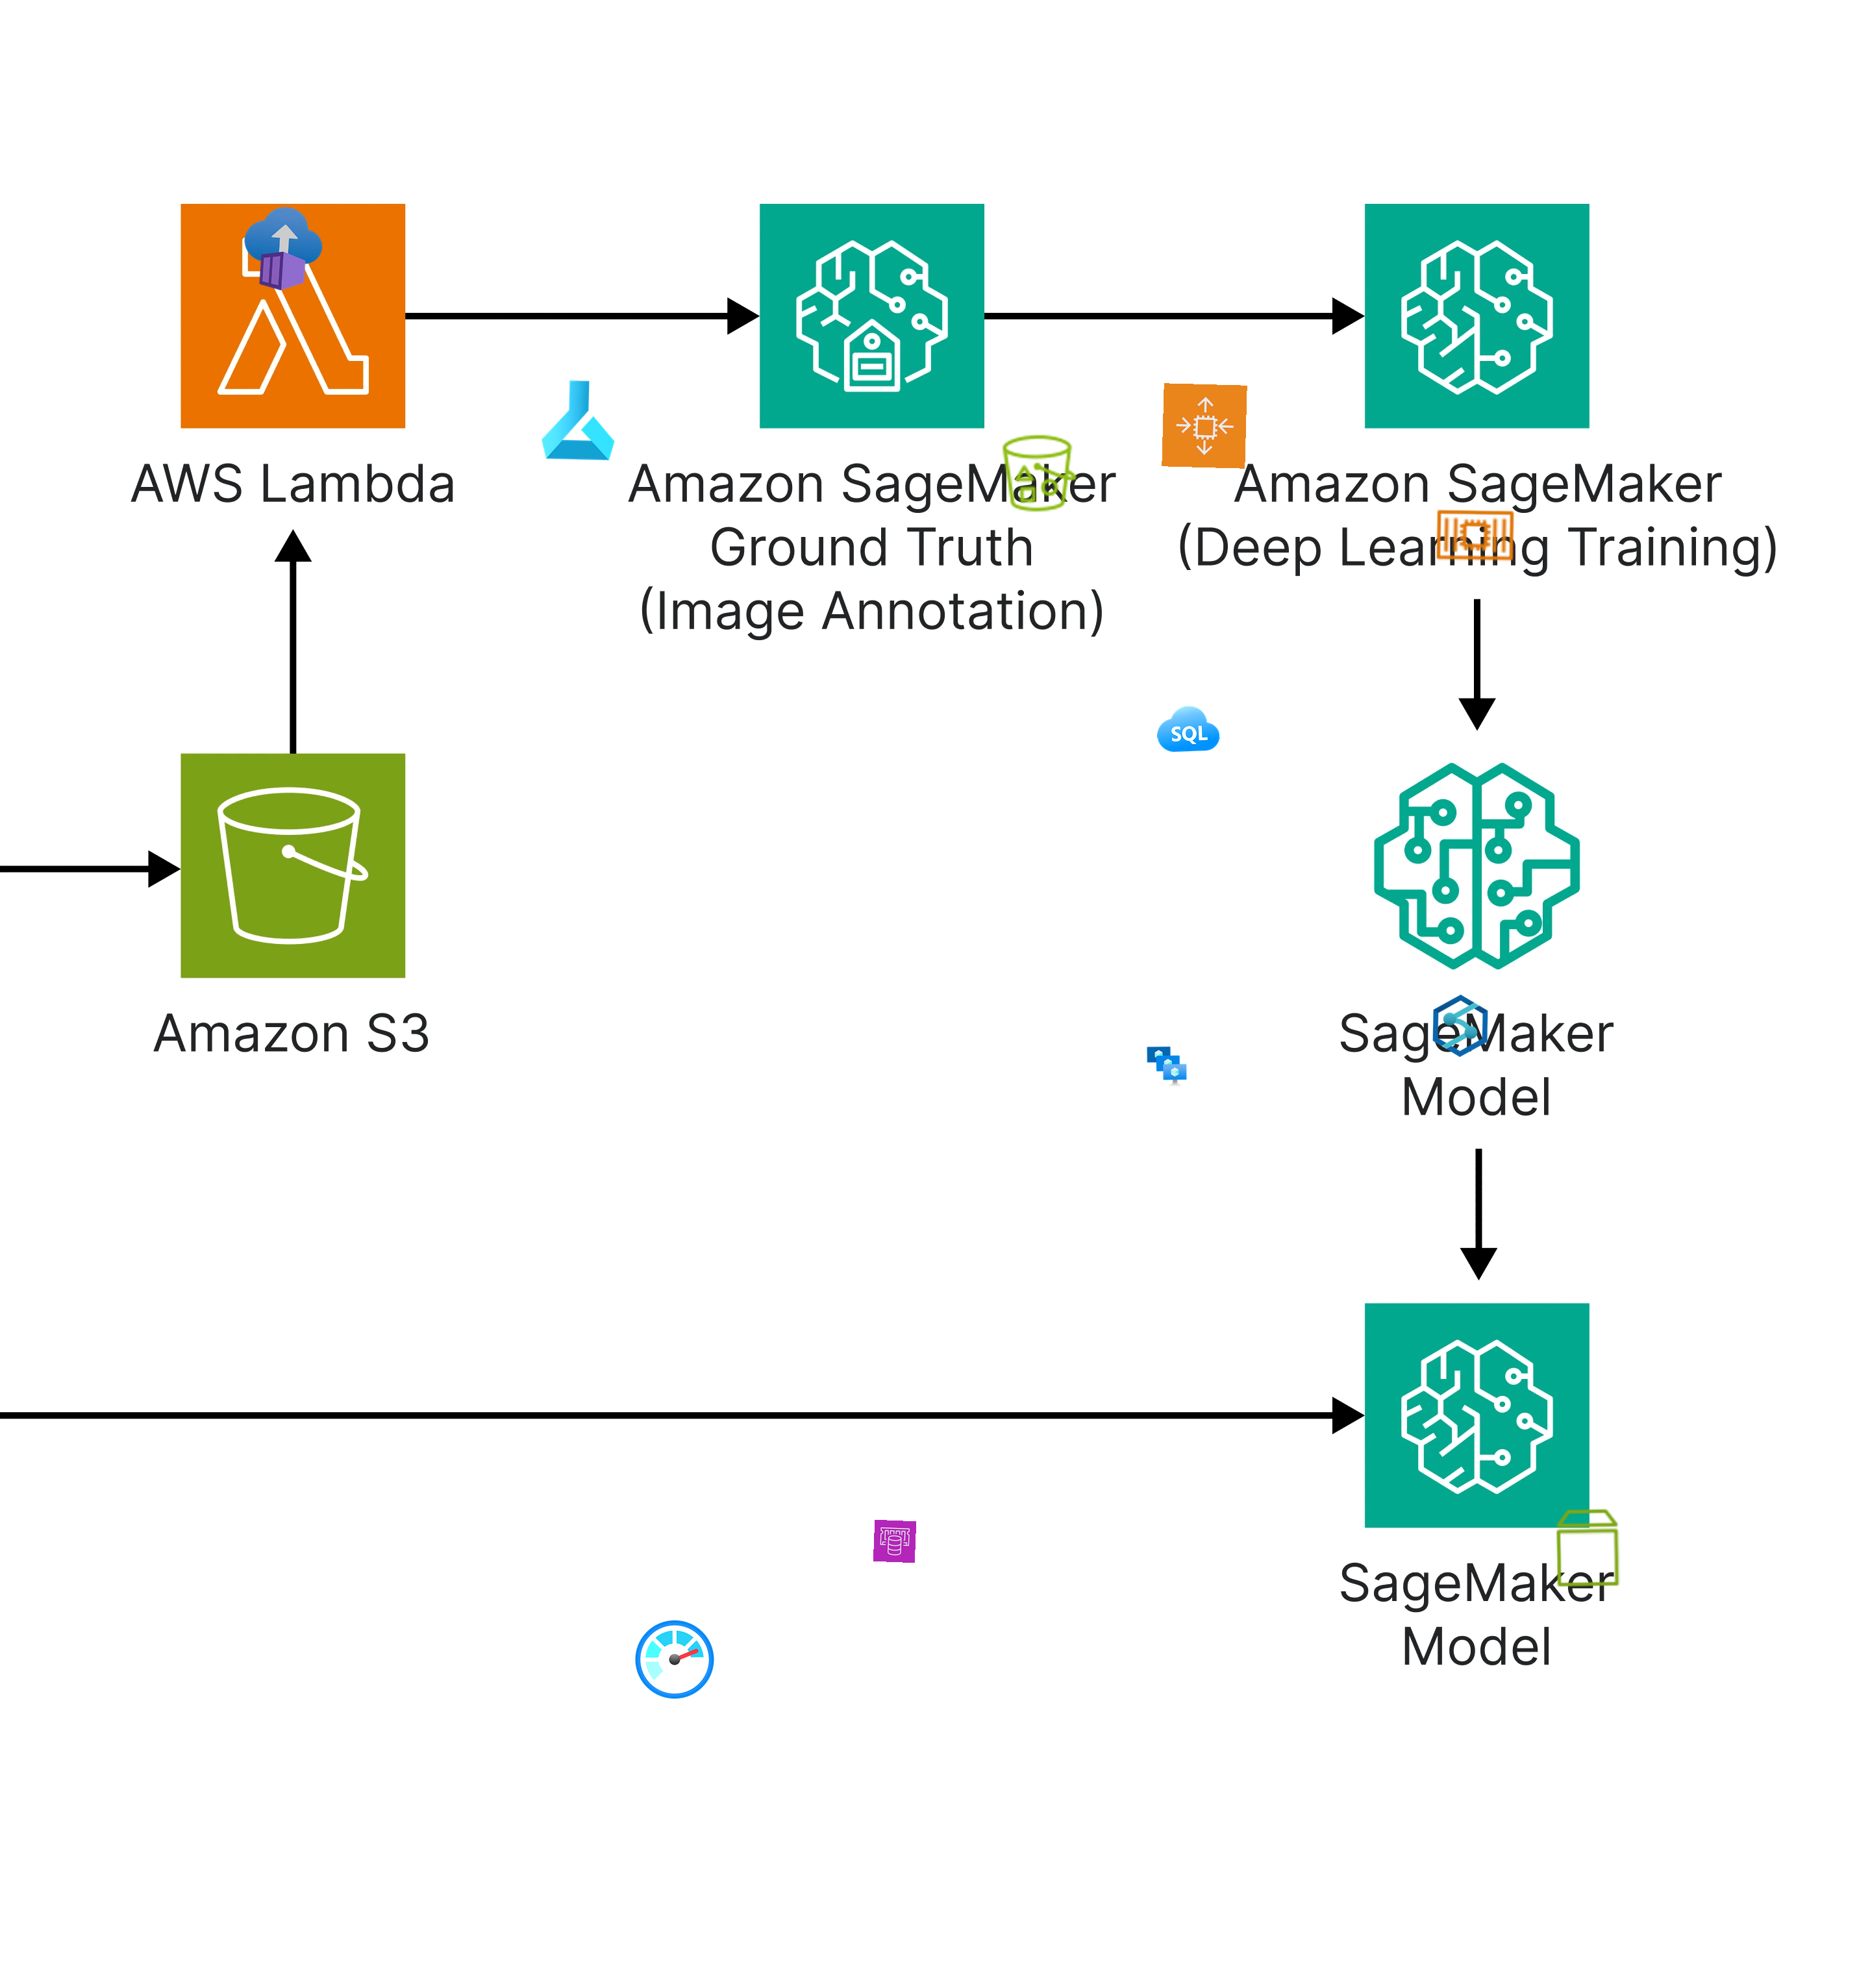 AWS Lambda
Amazon SageMaker
Ground Truth
(Image Annotation)
Amazon SageMaker
(Deep Learning Training)
SQL
Amazon S3
SageMaker
Model
SageMaker
Model